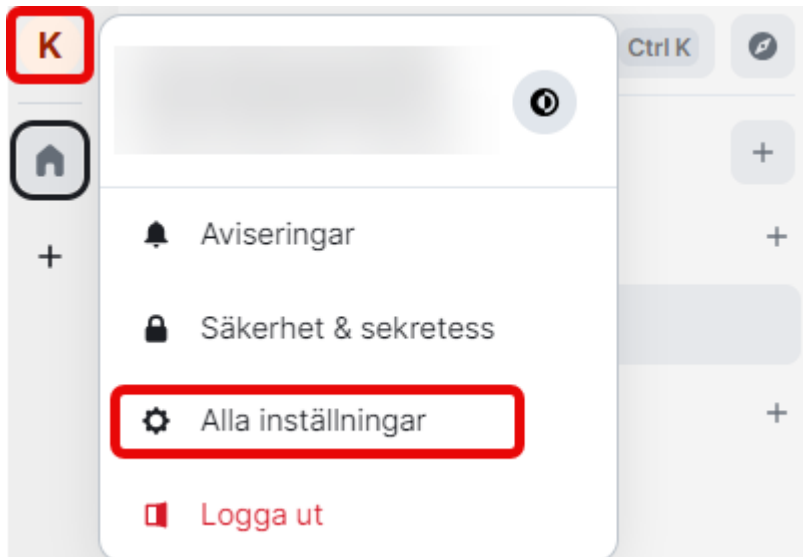 K
Ctrl K
Aviseringar
Säkerhet & sekretess
Alla inställningar
Logga ut